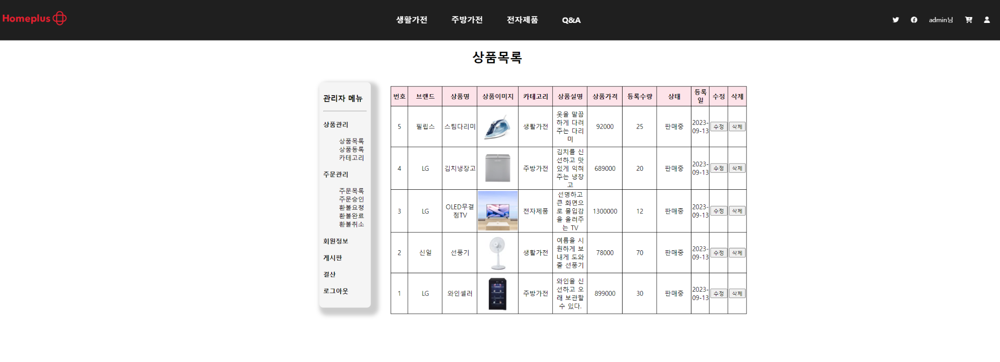 Homeplus
생활가전 주방가전 전자제품 Q&A
admin님
상품목록
관리자 메뉴
상품관리
상품목록
상품등록
카테고리
주문관리
주문목록
주문승인
환불요청
환불완료
환불취소
회원정보
게시판
결산
로그아웃
번호 브랜드 상품명 상품이미지 카테고리 상품설명 상품가격 등록수량 상태 등록일 수정 삭제
5 필립스 스팀다리미 생활가전
옷을 말끔
하게 다려
주는 다리
미
92000 25 판매중
2023-
09-13
수정 삭제
4 LG 김치냉장고 주방가전
김치를 신
선하고 맛
있게 익혀
주는 냉장
고
689000 20 판매중
2023-
09-13
수정 삭제
3 LG
OLED무결
점TV
전자제품
선명하고
큰 화면으
로 몰입감
을 올려주
는 TV
1300000 12 판매중
2023-
09-13
수정 삭제
2 신일 선풍기 생활가전
여름을 시
원하게 보
내게 도와
줄 선풍기
78000 70 판매중
2023-
09-13
수정 삭제
1 LG 와인셀러 주방가전
와인을 신
선하고 오
래 보관할
수 있다.
899000 30 판매중
2023-
09-13
수정 삭제